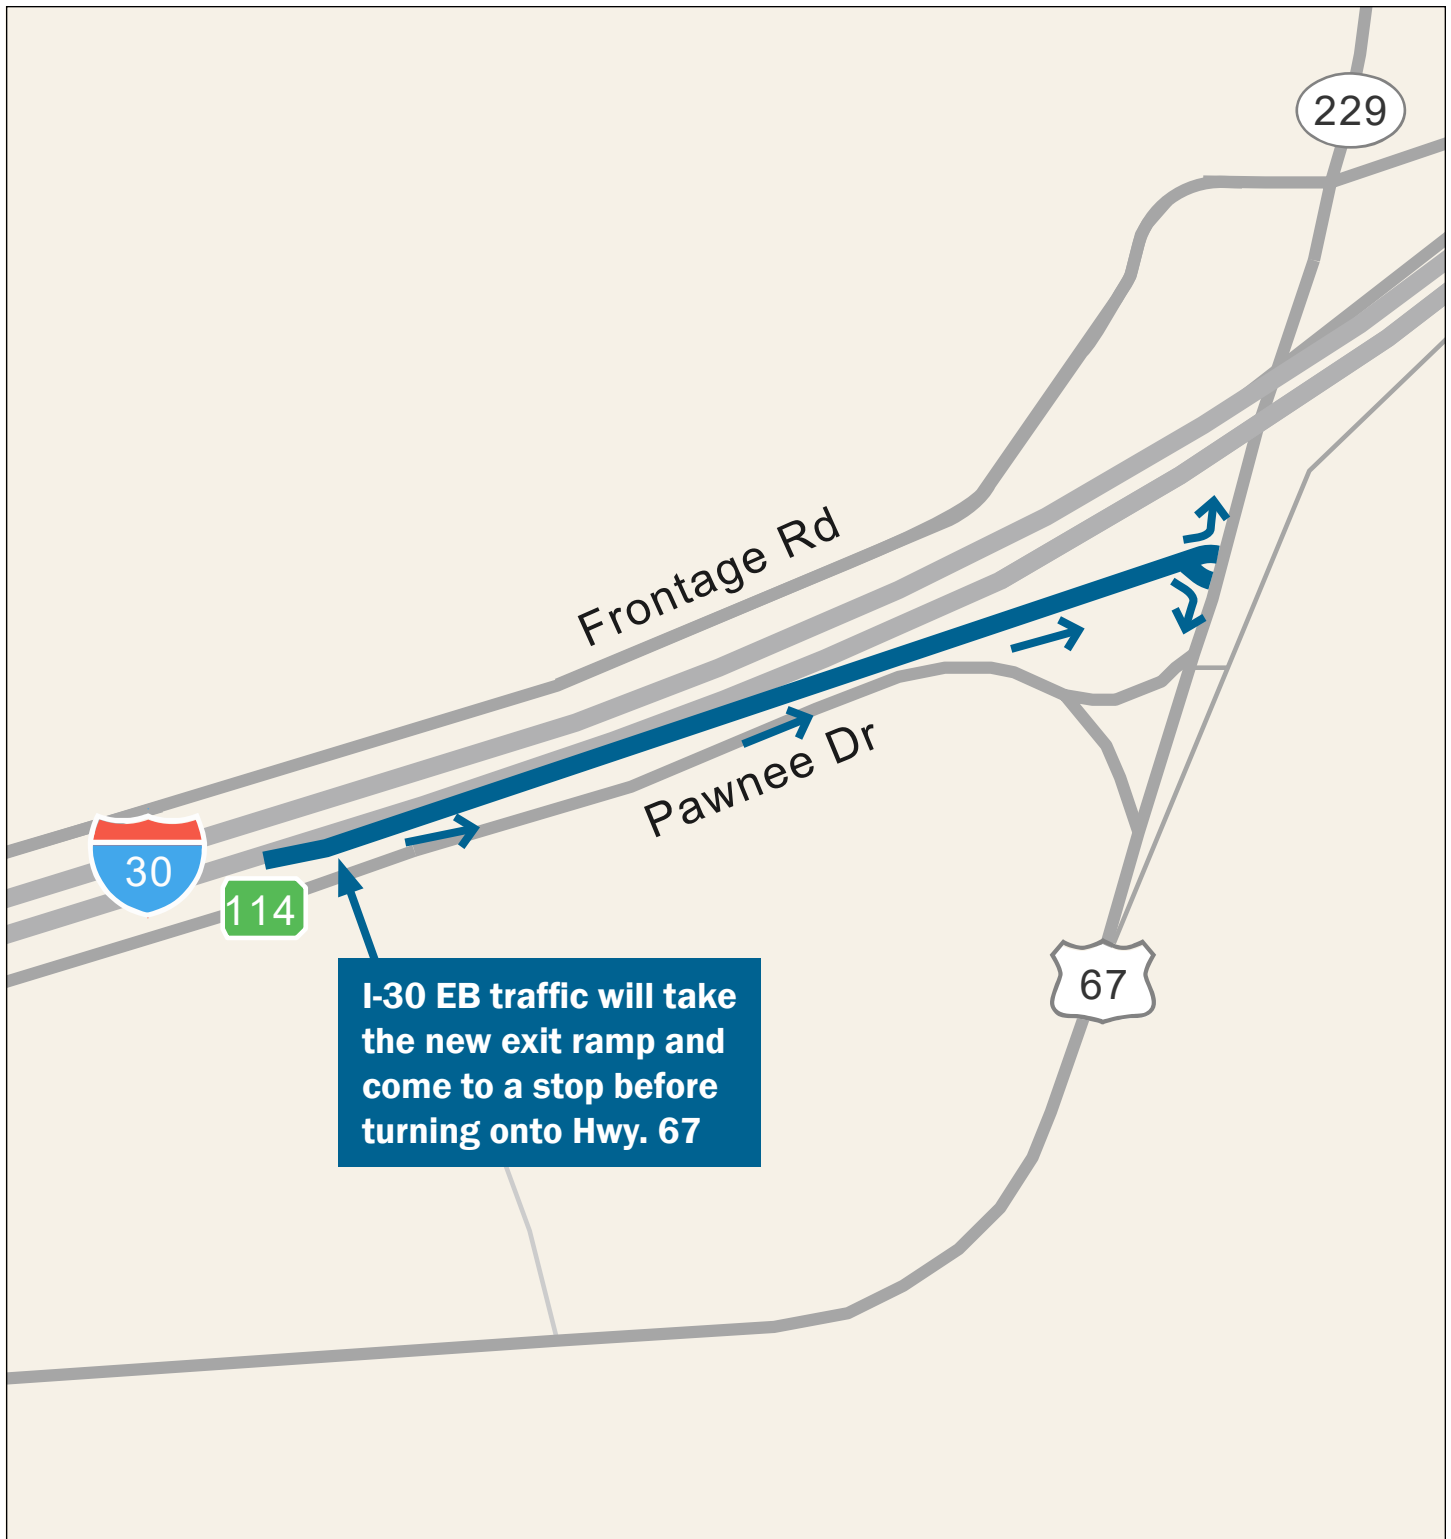 229
Frontage Rd
Pawnee Dr
30
114
I-30 EB traffic will take
the new exit ramp and
come to a stop before
turning onto Hwy. 67
67